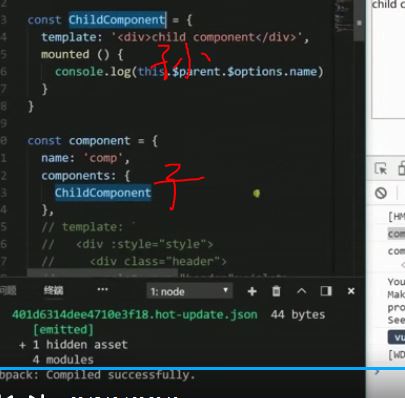 child c
const ChildComponent = {
template: '<div>child component</div>',
mounted () {
孙
console.log(this.$parent.$options.name)
}
}
const component = {
name: 'comp',
components: {
子
ChildComponent
},
// template: `
// <div :style="style">
// <div class="header">
问题 终端 ··· 1: node
401d6314dee4710e3f18.hot-update.json 44 bytes
[emitted]
+ 1 hidden asset
4 modules
bpack: Compiled successfully.
[HM
com
com
You
Mak
pro
See
vu
[WD